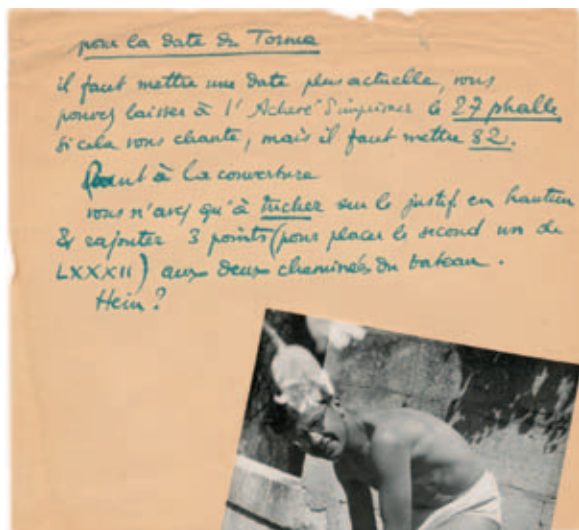 pour la date du Torma
il faut mettre une date plus actuelle, vous
pouvez laisser à l'Achevé d'imprimer le 27 phalle
si cela vous chante, mais il faut mettre 82.
Quant à la couverture
vous n'avez qu'à tricher sur le justif en hauteur
& rajouter 3 points (pour placer le second un de
LXXXII) aux deux cheminées du bateau.
Hein ?